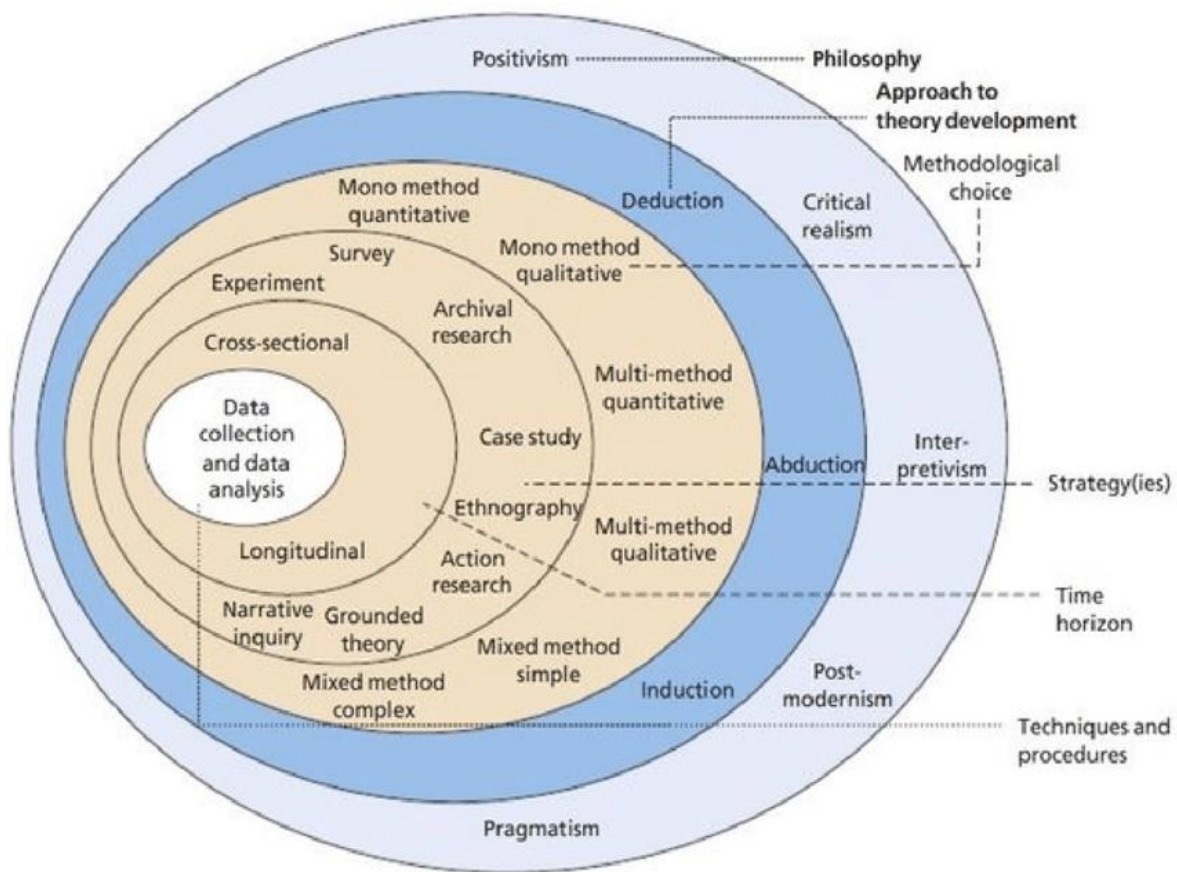 Positivism
Philosophy
Approach to
theory development
Methodological
choice
Mono method
quantitative
Deduction
Critical
realism
Mono method
qualitative
Survey
Experiment
Archival
research
Cross-sectional
Multi-method
quantitative
Data
collection
and data
analysis
Case study
Abduction
Inter-
pretivism
Strategy(ies)
Ethnography
Multi-method
qualitative
Longitudinal
Action
research
Time
horizon
Narrative
inquiry
Grounded
theory
Mixed method
simple
Mixed method
complex
Induction
Post-
modernism
Techniques and
procedures
Pragmatism